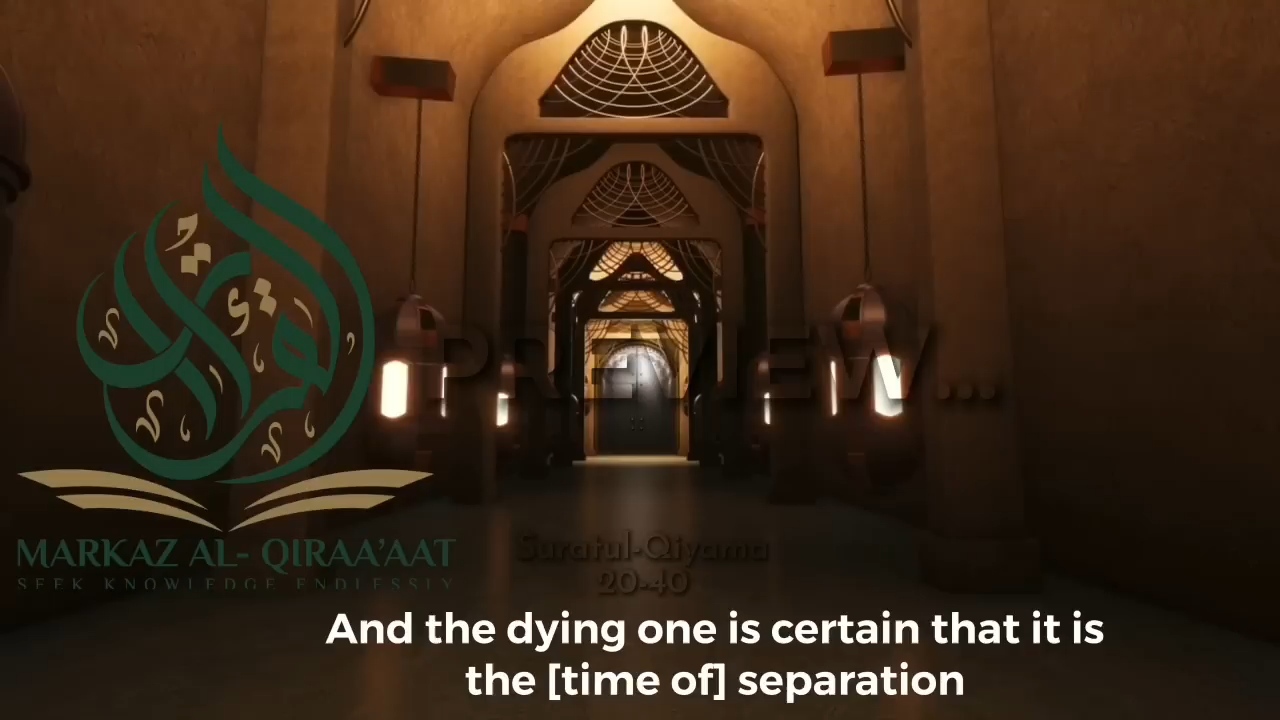 PREVIEW...
MARKAZ AL- QIRAA'AAT
SEEK KNOWLEDGE ENDLESSLY
Suratul-Qiyama
20-40
And the dying one is certain that it is
the [time of] separation